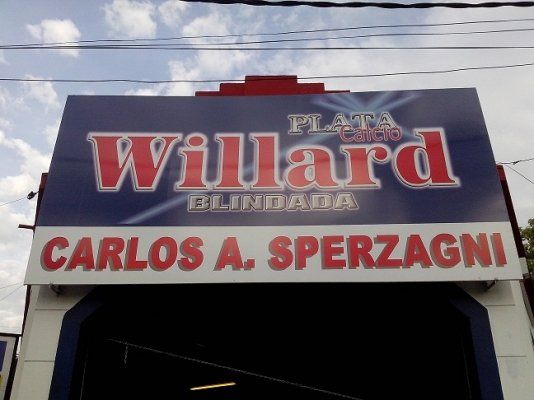 PLATA
Calcio
Willard
BLINDADA
CARLOS A. SPERZAGNI